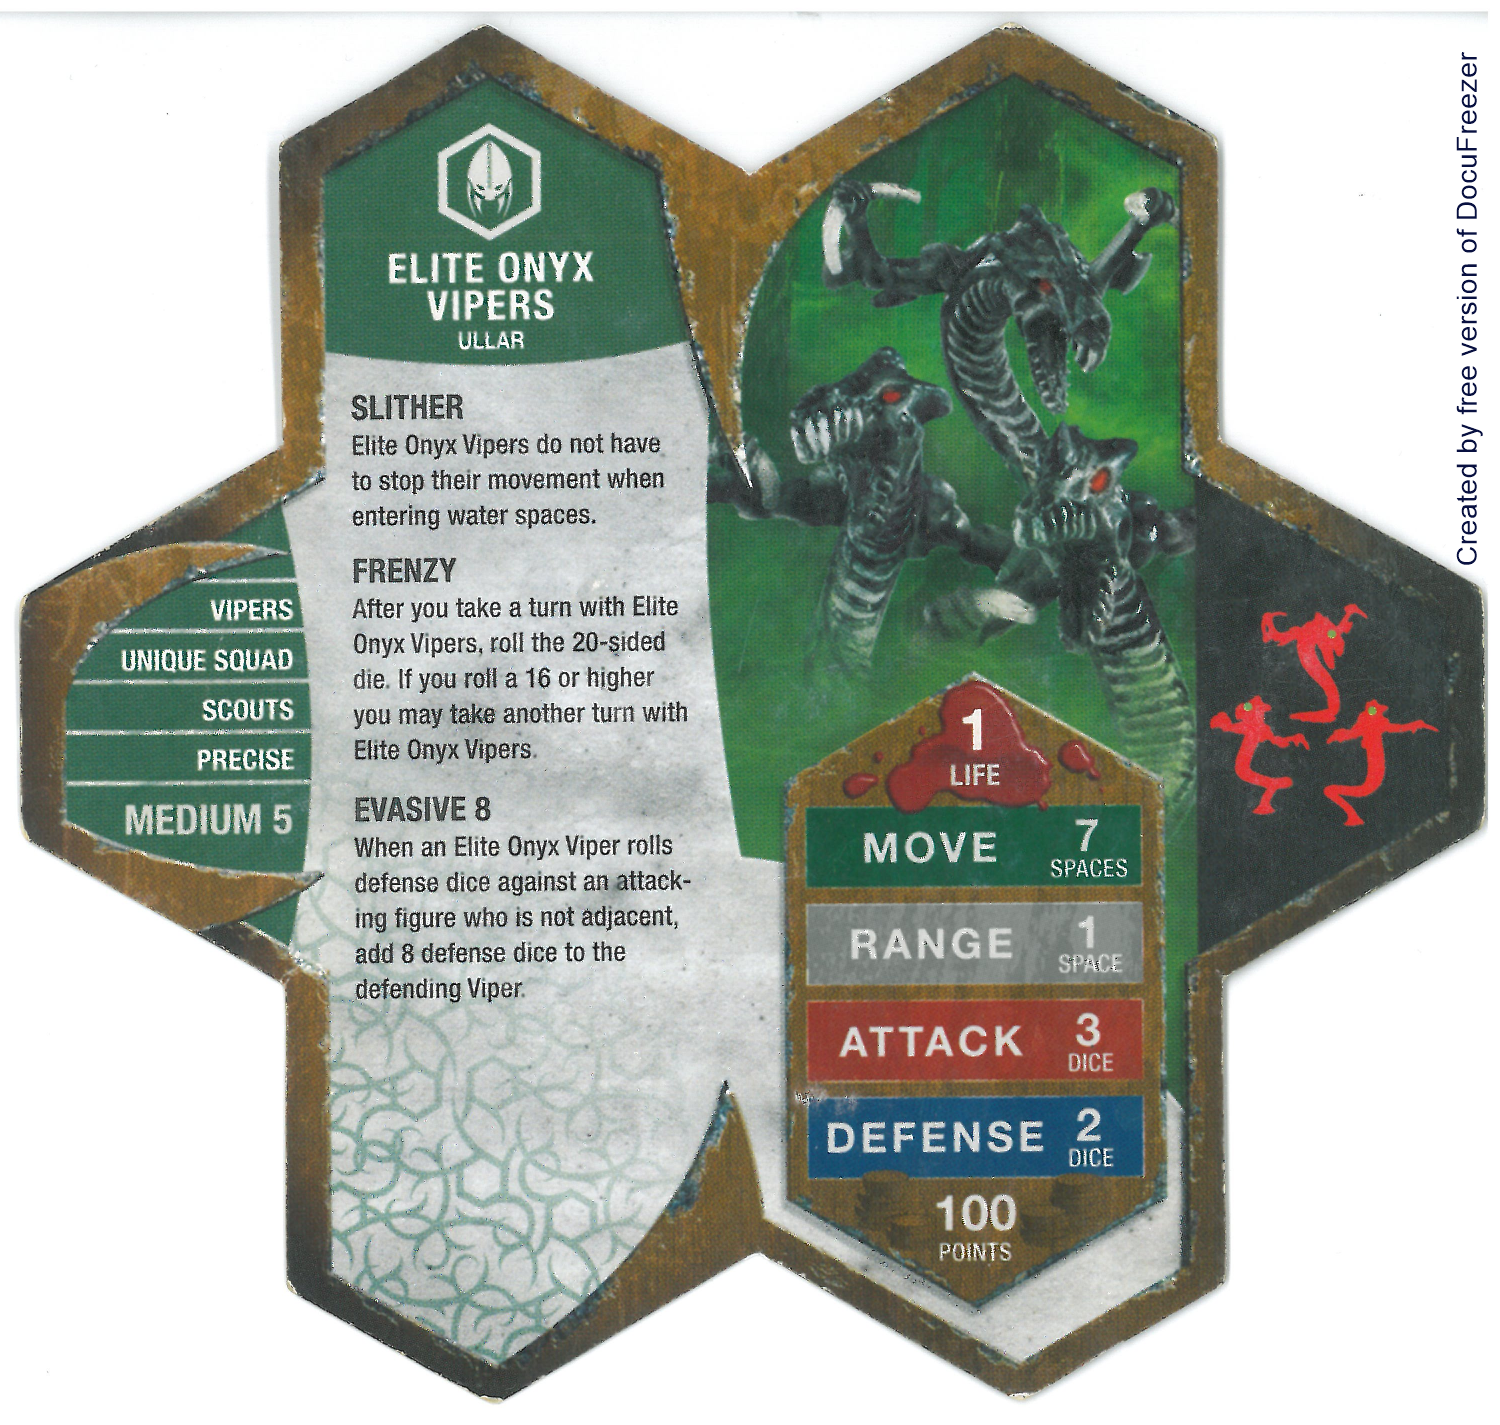 ELITE ONYX
VIPERS
ULLAR
SLITHER
Elite Onyx Vipers do not have
to stop their movement when
entering water spaces.
FRENZY
After you take a turn with Elite
Onyx Vipers, roll the 20-sided
die. If you roll a 16 or higher
you may take another turn with
Elite Onyx Vipers.
EVASIVE 8
When an Elite Onyx Viper rolls
defense dice against an attack-
ing figure who is not adjacent,
add 8 defense dice to the
defending Viper.
VIPERS
UNIQUE SQUAD
SCOUTS
PRECISE
MEDIUM 5
1
LIFE
MOVE 7
SPACES
RANGE 1
SPACE
ATTACK 3
DICE
DEFENSE 2
DICE
100
POINTS
Created by free version of DocuFreezer